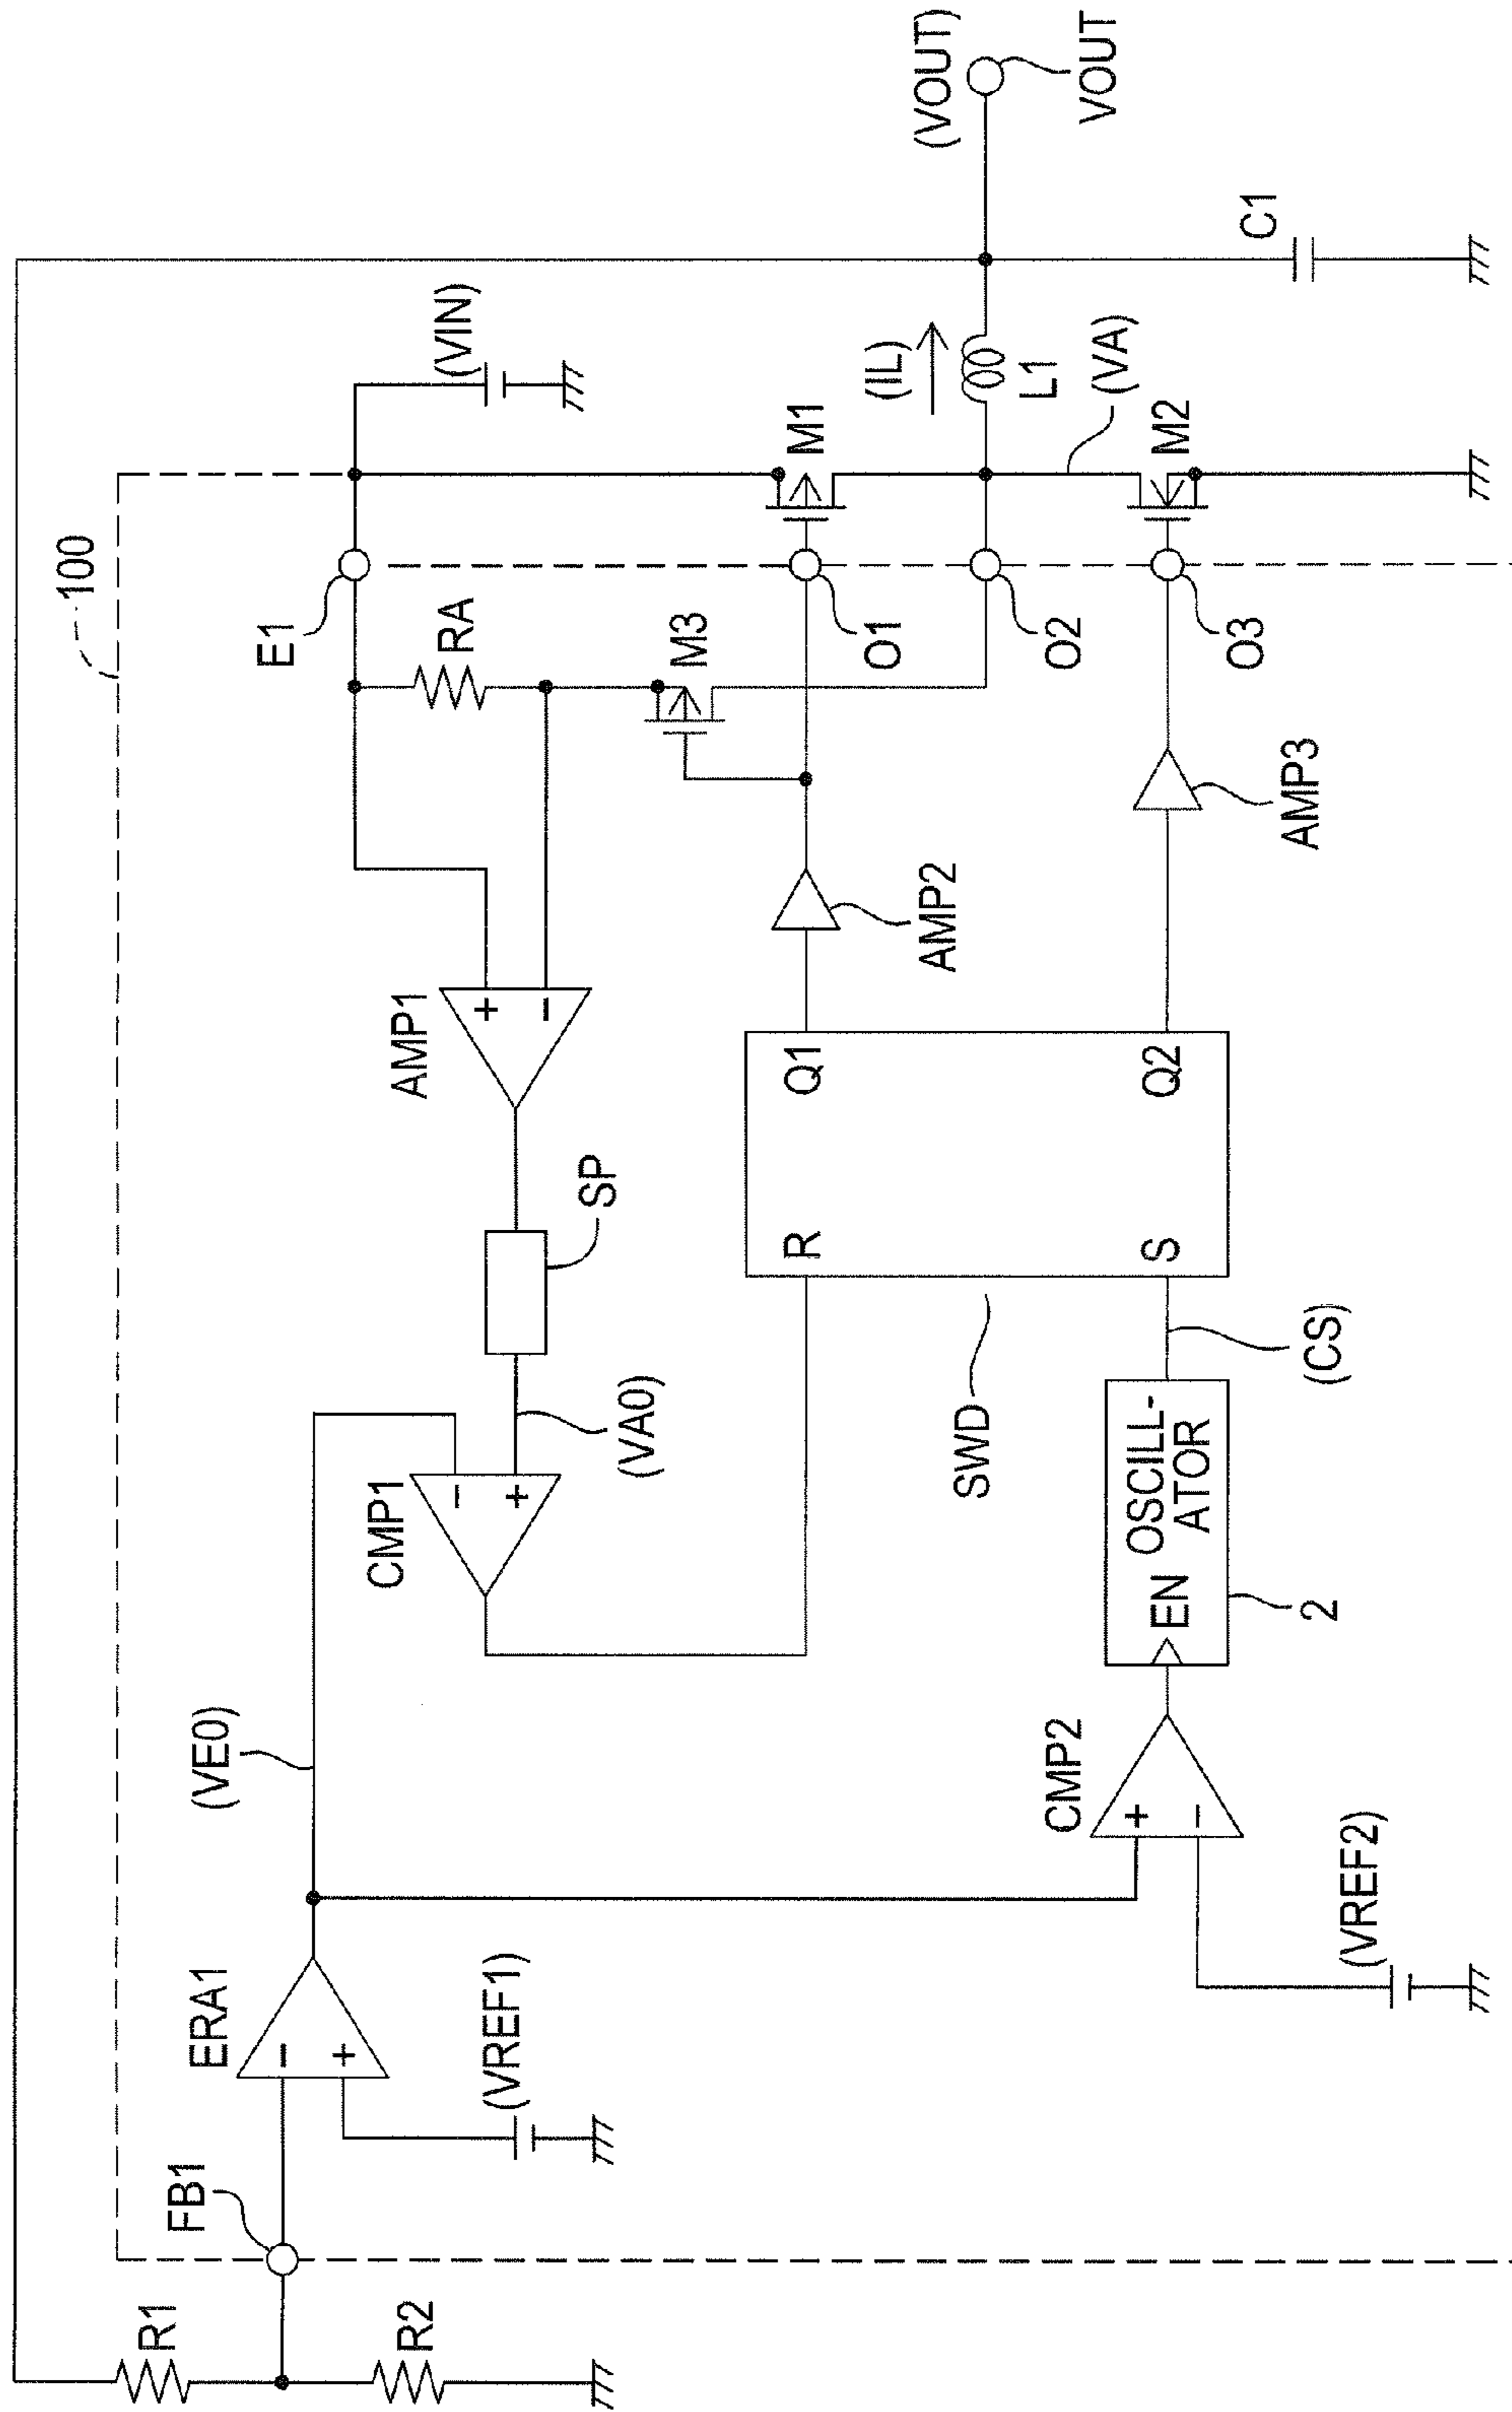 100
R1
FB1
R2
ERA1
(VREF1)
(VE0)
CMP1
(VA0)
SP
AMP1
E1
RA
M3
(VIN)
(VOUT)
VOUT
C1
(IL)
L1
M1
(VA)
M2
O1
O2
O3
AMP2
AMP3
R
Q1
S
Q2
SWD
(CS)
EN
OSCILL-
ATOR
2
CMP2
(VREF2)
+
−
−
+
−
+
−
+